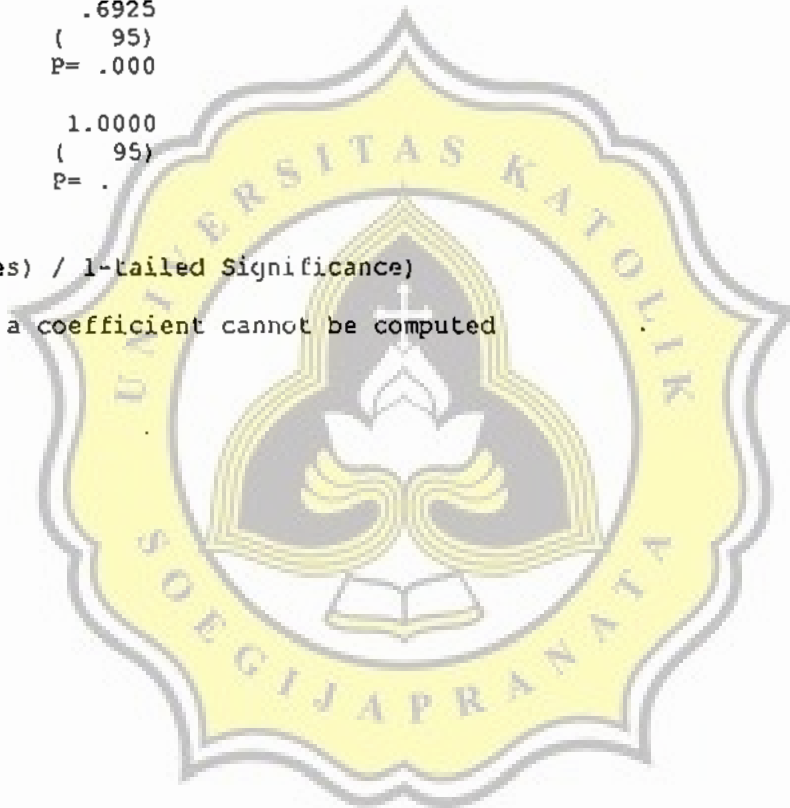 .6925
(   95)
P= .000
1.0000
(   95)
P= .
es) / 1-tailed Significance)
a coefficient cannot be computed
UNIVERSITAS KATOLIK
SOEGIJAPRANATA